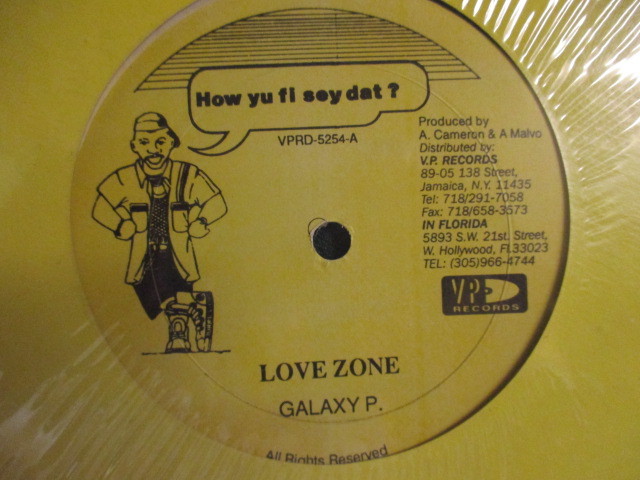 How yu fi sey dat ?
VPRD-5254-A
Produced by
A. Cameron & A Malvo
Distributed by:
V.P. RECORDS
89-05 138 Street,
Jamaica, N.Y. 11435
Tel: 718/291-7058
Fax: 718/658-3573
IN FLORIDA
5893 S.W. 21st. Street,
W. Hollywood, Fl.33023
TEL: (305)966-4744
VP
RECORDS
LOVE ZONE
GALAXY P.
All Rights Reserved